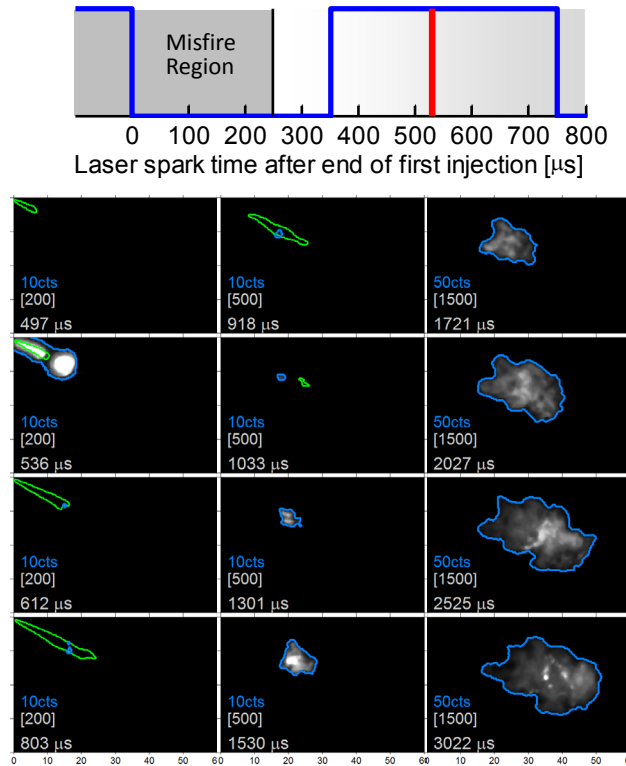 Misfire
Region
0 100 200 300 400 500 600 700 800
Laser spark time after end of first injection [μs]
10cts
[200]
497 μs
10cts
[500]
918 μs
50cts
[1500]
1721 μs
10cts
[200]
536 μs
10cts
[500]
1033 μs
50cts
[1500]
2027 μs
10cts
[200]
612 μs
10cts
[500]
1301 μs
50cts
[1500]
2525 μs
10cts
[200]
803 μs
10cts
[500]
1530 μs
50cts
[1500]
3022 μs
0 10 20 30 40 50 60 0 10 20 30 40 50 60 0 10 20 30 40 50 60